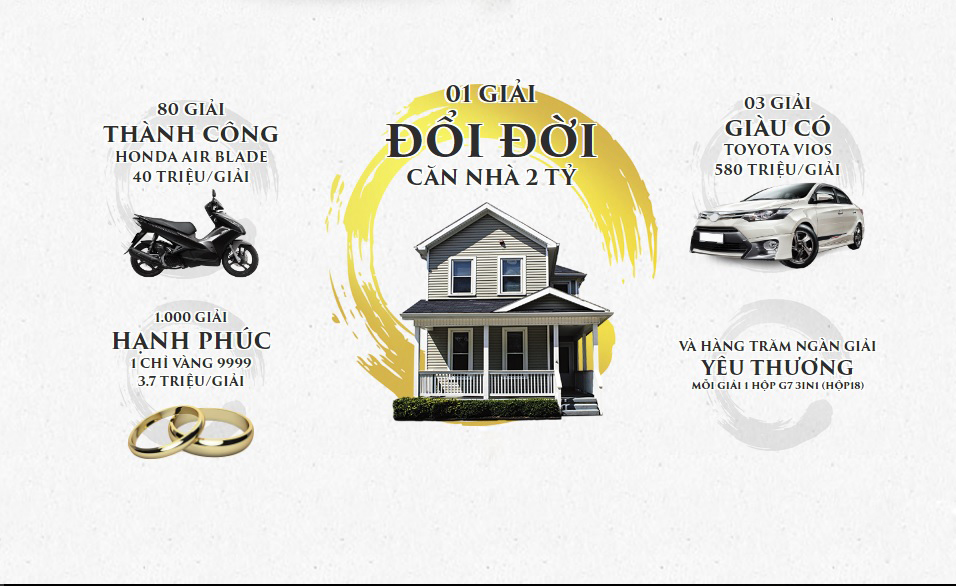 80 GIẢI
THÀNH CÔNG
HONDA AIR BLADE
40 TRIỆU/GIẢI
01 GIẢI
ĐỔI ĐỜI
CĂN NHÀ 2 TỶ
03 GIẢI
GIÀU CÓ
TOYOTA VIOS
580 TRIỆU/GIẢI
1.000 GIẢI
HẠNH PHÚC
1 CHỈ VÀNG 9999
3.7 TRIỆU/GIẢI
VÀ HÀNG TRĂM NGÀN GIẢI
YÊU THƯƠNG
MỖI GIẢI 1 HỘP G7 3IN1 (HỘP18)